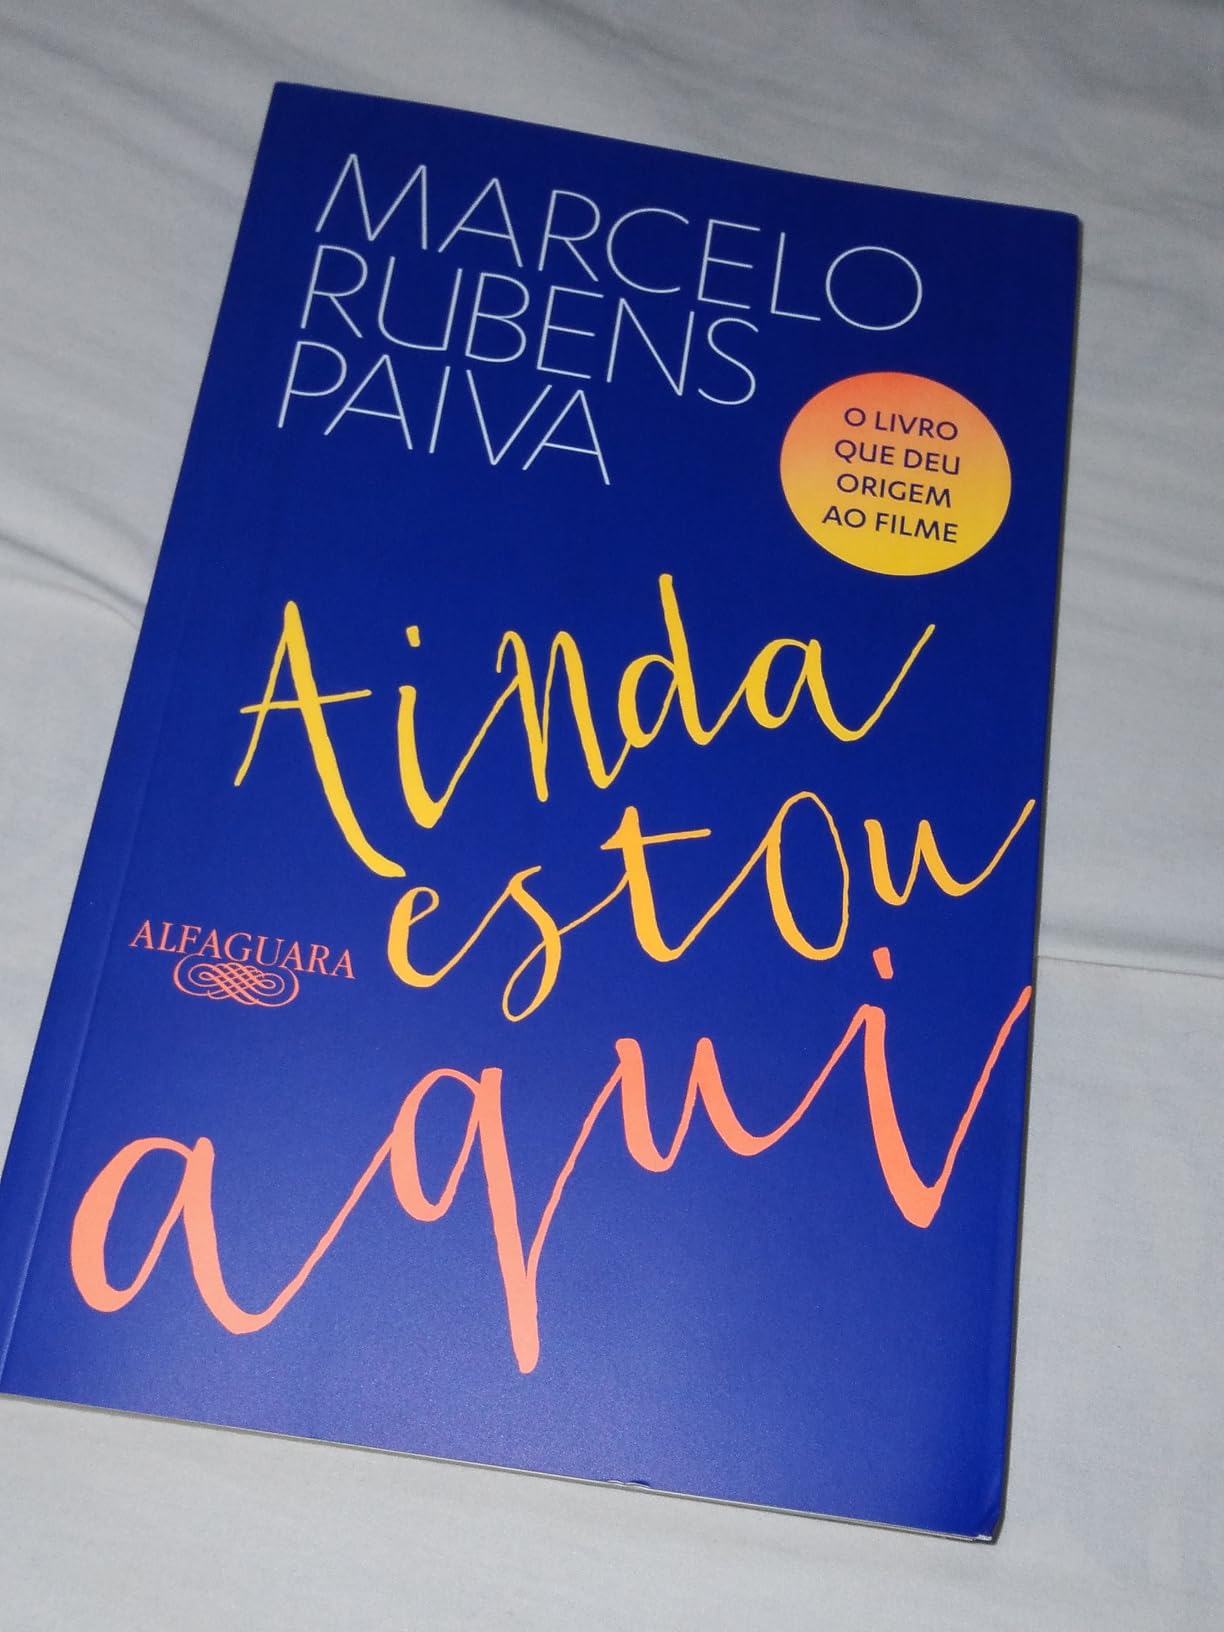 MARCELO
RUBENS
PAIVA
O LIVRO
QUE DEU
ORIGEM
AO FILME
Ainda
estou
aqui
ALFAGUARA